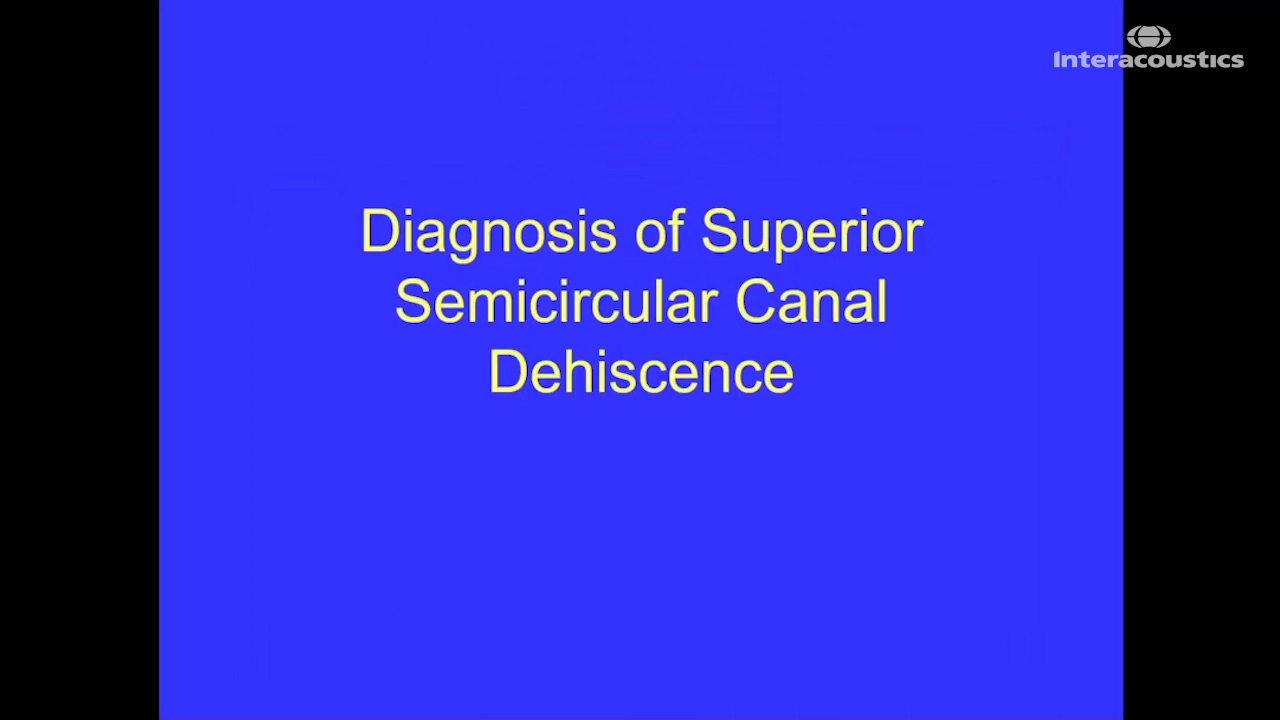 Interacoustics
Diagnosis of Superior
Semicircular Canal
Dehiscence